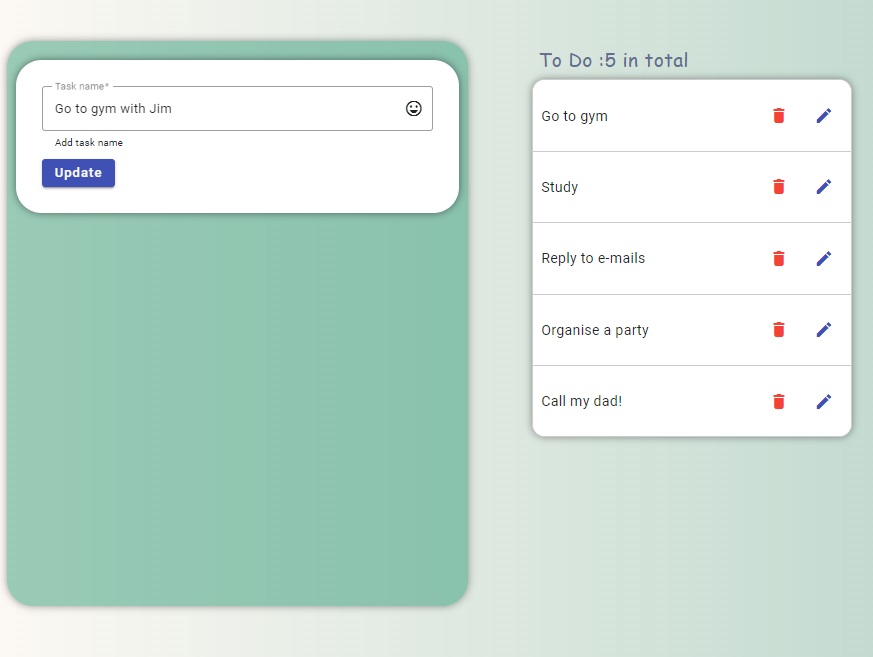 Task name*
Go to gym with Jim
Add task name
Update
To Do :5 in total
Go to gym
Study
Reply to e-mails
Organise a party
Call my dad!